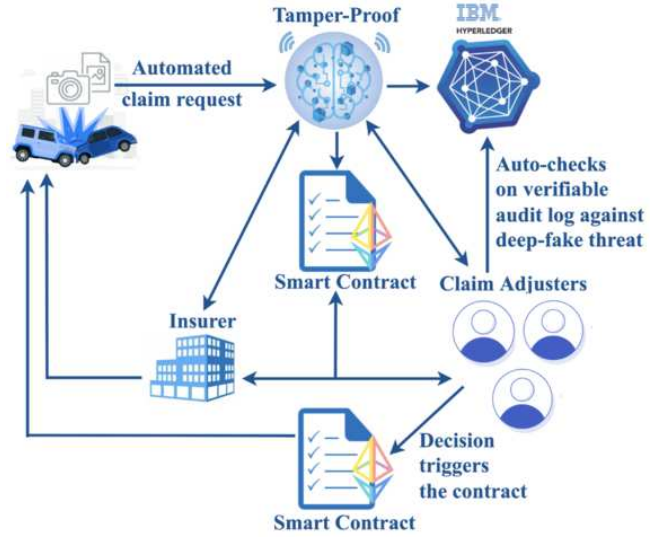 Tamper-Proof
IBM
HYPERLEDGER
Automated
claim request
Auto-checks
on verifiable
audit log against
deep-fake threat
Smart Contract
Claim Adjusters
Insurer
Decision
triggers
the contract
Smart Contract